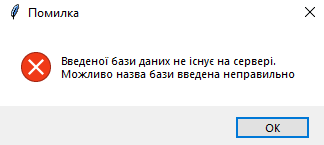 Помилка
Введеної бази даних не існує на сервері.
Можливо назва бази введена неправильно
OK